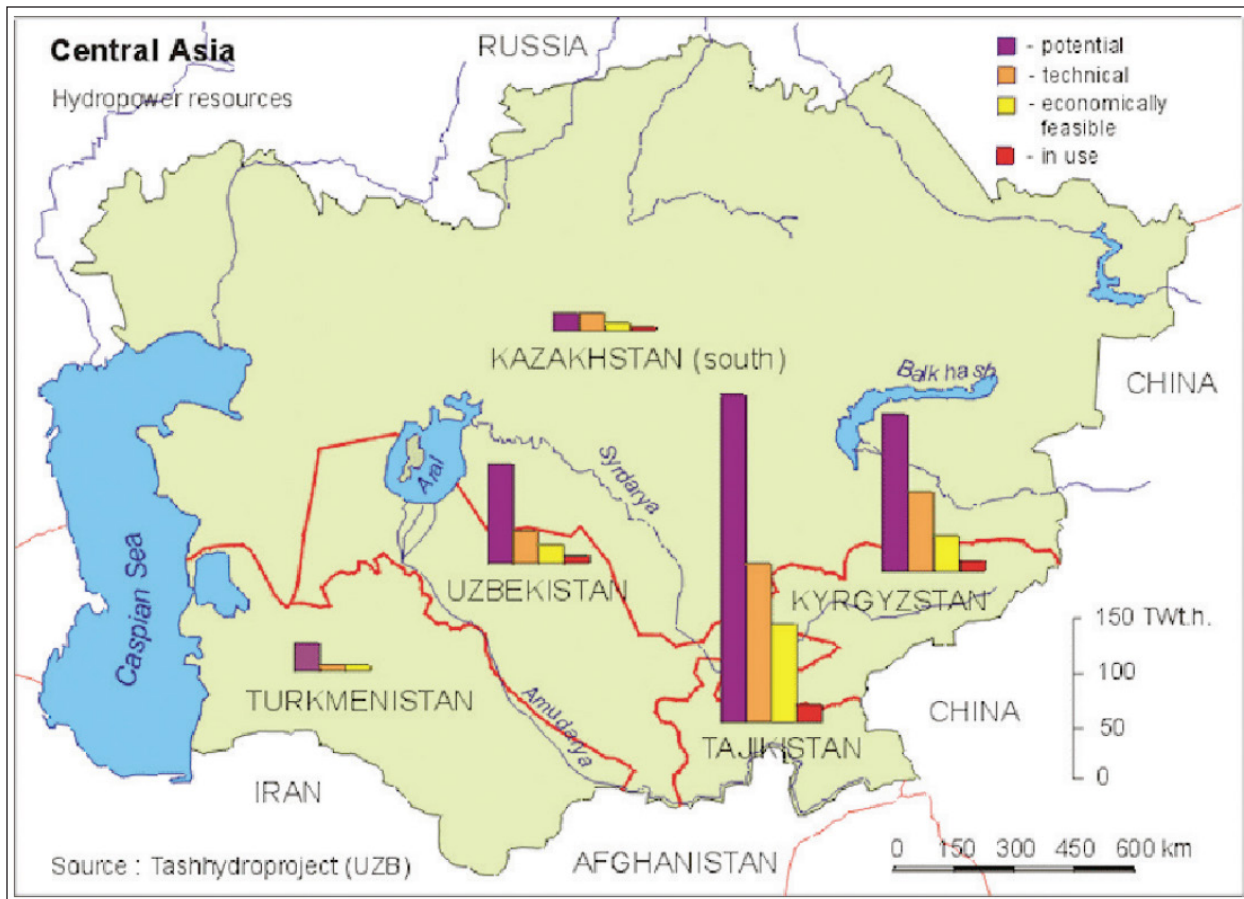 Central Asia
Hydropower resources
RUSSIA
- potential
- technical
- economically
feasible
- in use
KAZAKHSTAN (south)
Balkhash
CHINA
Aral
Syrdarya
Caspian Sea
UZBEKISTAN
KYRGYZSTAN
150 TWt.h.
100
50
0
TURKMENISTAN
Amudarya
CHINA
TAJIKISTAN
IRAN
AFGHANISTAN
Source : Tashhydroproject (UZB)
0 150 300 450 600 km